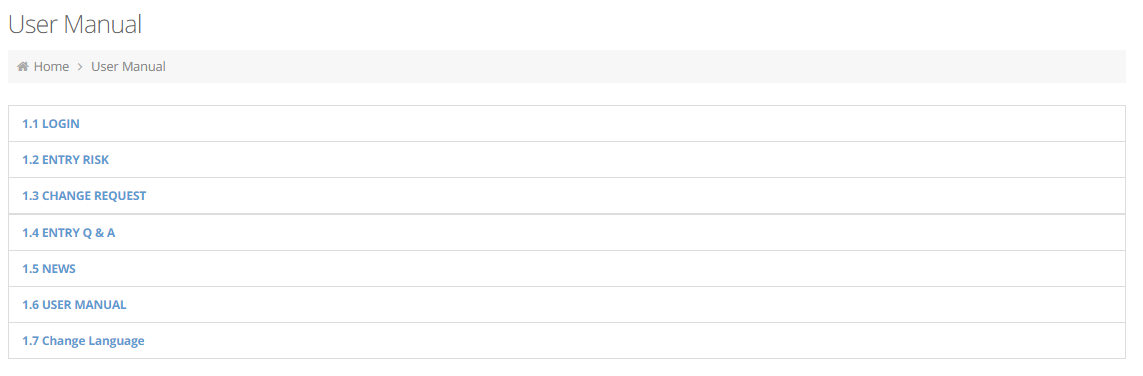 User Manual
Home > User Manual
1.1 LOGIN
1.2 ENTRY RISK
1.3 CHANGE REQUEST
1.4 ENTRY Q & A
1.5 NEWS
1.6 USER MANUAL
1.7 Change Language